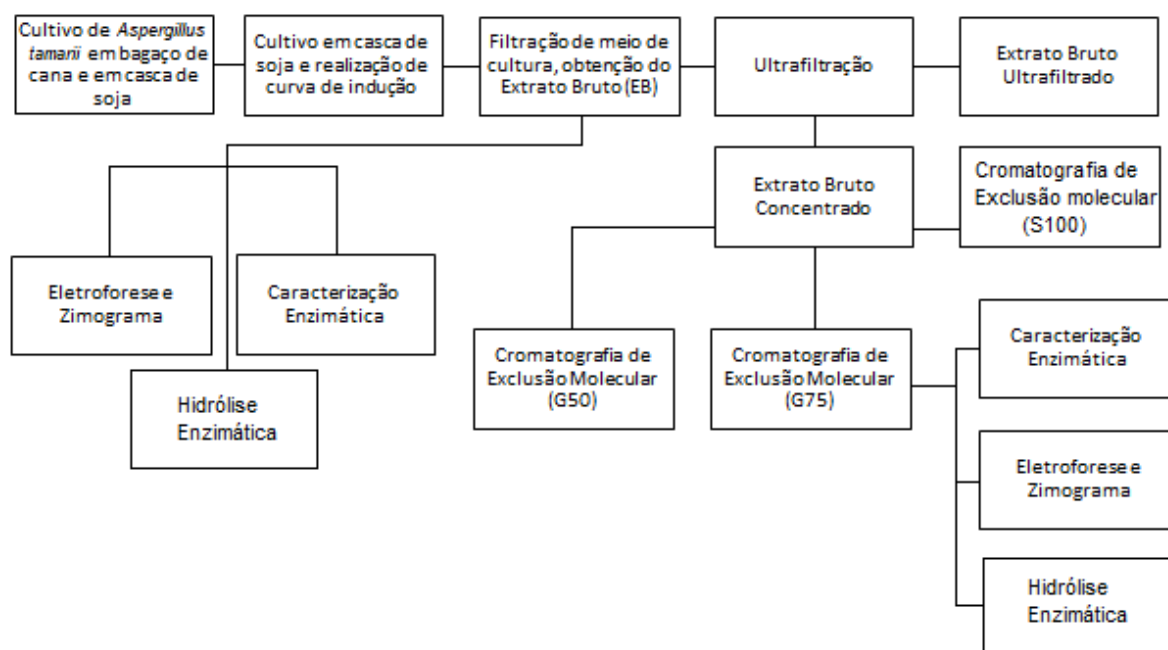 Cultivo de Aspergillus
tamarii em bagaço de
cana e em casca de
soja
Cultivo em casca de
soja e realização de
curva de indução
Filtração de meio de
cultura, obtenção do
Extrato Bruto (EB)
Ultrafiltração
Extrato Bruto
Ultrafiltrado
Extrato Bruto
Concentrado
Cromatografia de
Exclusão molecular
(S100)
Eletroforese e
Zimograma
Caracterização
Enzimática
Hidrólise
Enzimática
Cromatografia de
Exclusão Molecular
(G50)
Cromatografia de
Exclusão Molecular
(G75)
Caracterização
Enzimática
Eletroforese e
Zimograma
Hidrólise
Enzimática